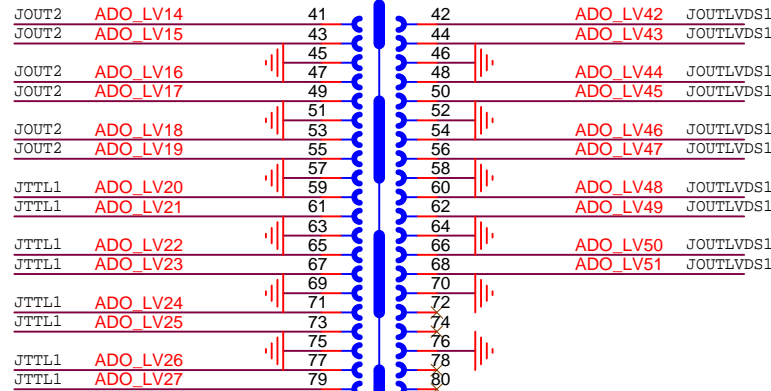 JOUT2 ADO_LV14 41 42 ADO_LV42 JOUTLVDS1
JOUT2 ADO_LV15 43 44 ADO_LV43 JOUTLVDS1
45 46
JOUT2 ADO_LV16 47 48 ADO_LV44 JOUTLVDS1
JOUT2 ADO_LV17 49 50 ADO_LV45 JOUTLVDS1
51 52
JOUT2 ADO_LV18 53 54 ADO_LV46 JOUTLVDS1
JOUT2 ADO_LV19 55 56 ADO_LV47 JOUTLVDS1
57 58
JTTL1 ADO_LV20 59 60 ADO_LV48 JOUTLVDS1
JTTL1 ADO_LV21 61 62 ADO_LV49 JOUTLVDS1
63 64
JTTL1 ADO_LV22 65 66 ADO_LV50 JOUTLVDS1
JTTL1 ADO_LV23 67 68 ADO_LV51 JOUTLVDS1
69 70
JTTL1 ADO_LV24 71 72
JTTL1 ADO_LV25 73 74
75 76
JTTL1 ADO_LV26 77 78
JTTL1 ADO_LV27 79 80